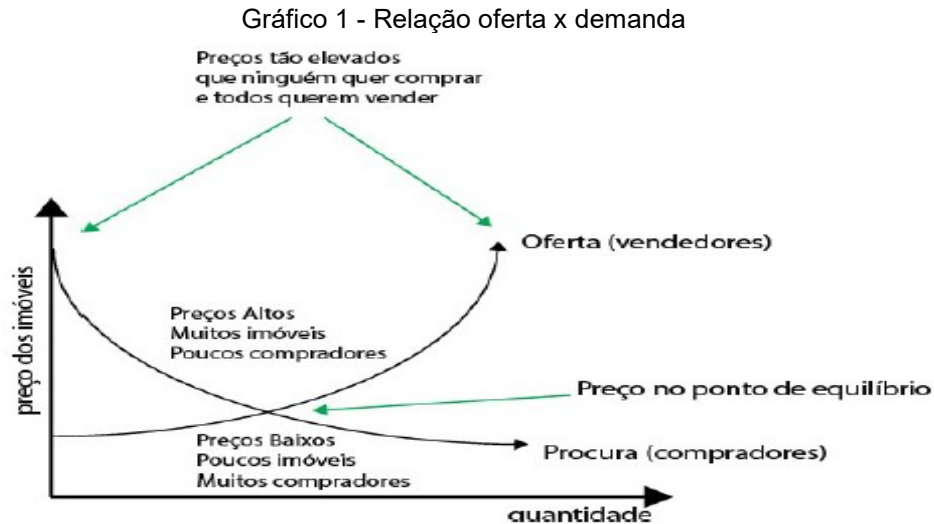 Gráfico 1 - Relação oferta x demanda
Preços tão elevados
que ninguém quer comprar
e todos querem vender
Oferta (vendedores)
preço dos imóveis
Preços Altos
Muitos imóveis
Poucos compradores
Preço no ponto de equilíbrio
Preços Baixos
Poucos imóveis
Muitos compradores
Procura (compradores)
quantidade